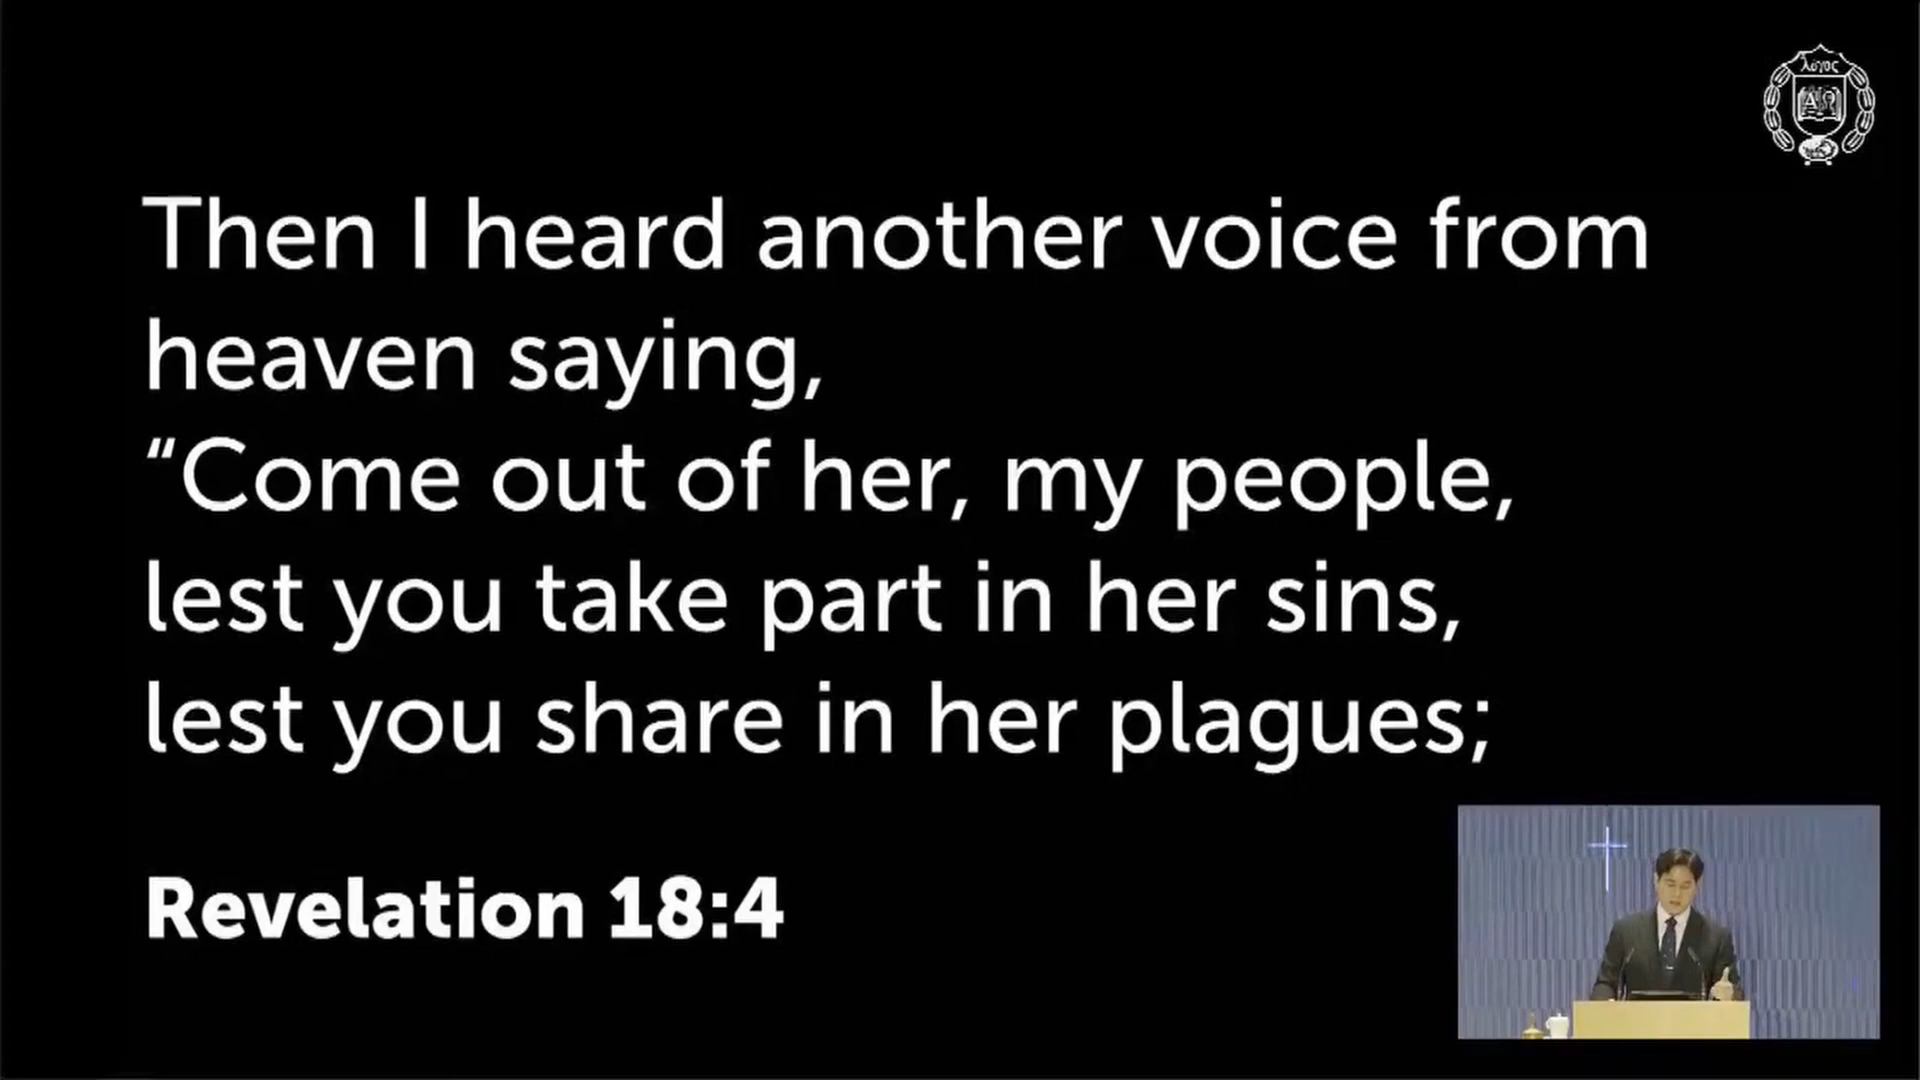 λόγος
Α Ω
Then I heard another voice from
heaven saying,
“Come out of her, my people,
lest you take part in her sins,
lest you share in her plagues;
Revelation 18:4